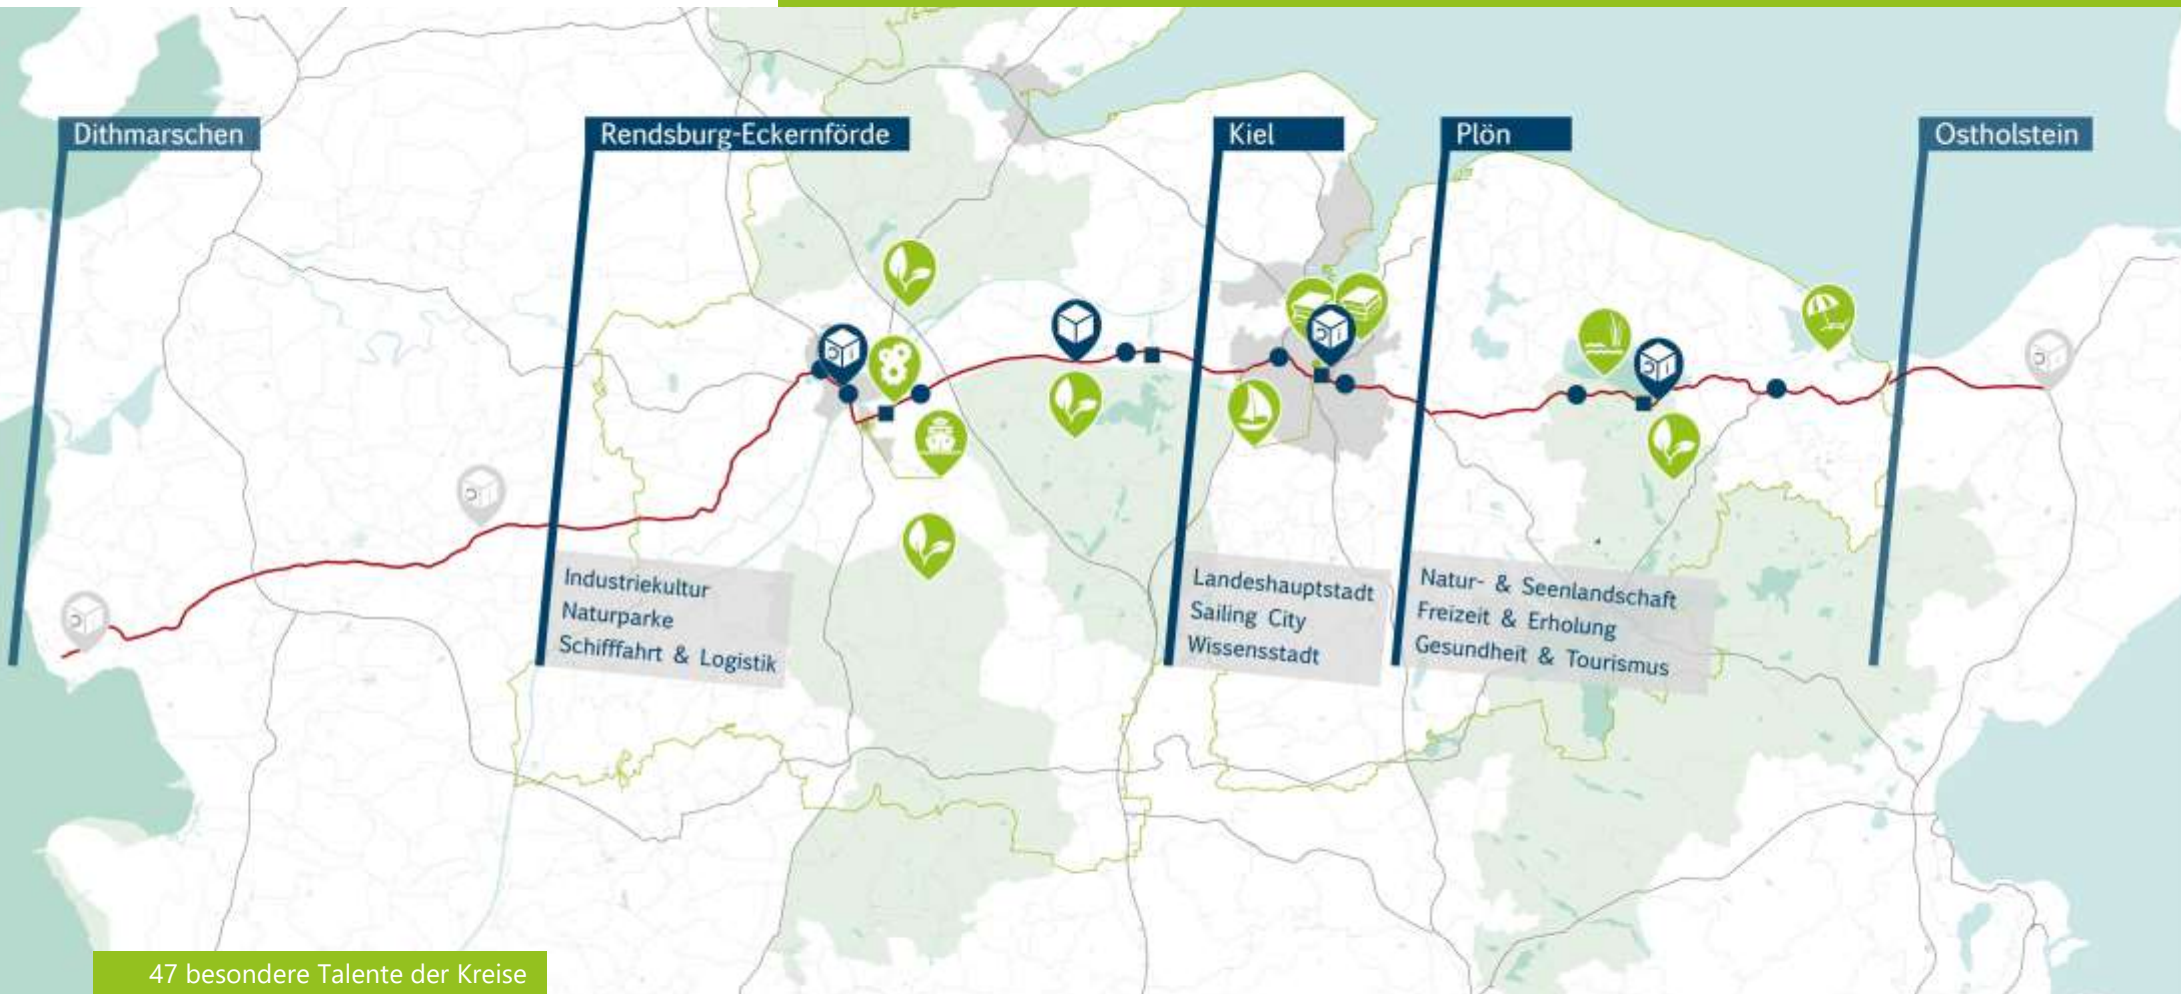 Dithmarschen
Rendsburg-Eckernförde
Kiel
Plön
Ostholstein
Industriekultur
Naturparke
Schifffahrt & Logistik
Landeshauptstadt
Sailing City
Wissensstadt
Natur- & Seenlandschaft
Freizeit & Erholung
Gesundheit & Tourismus
47 besondere Talente der Kreise